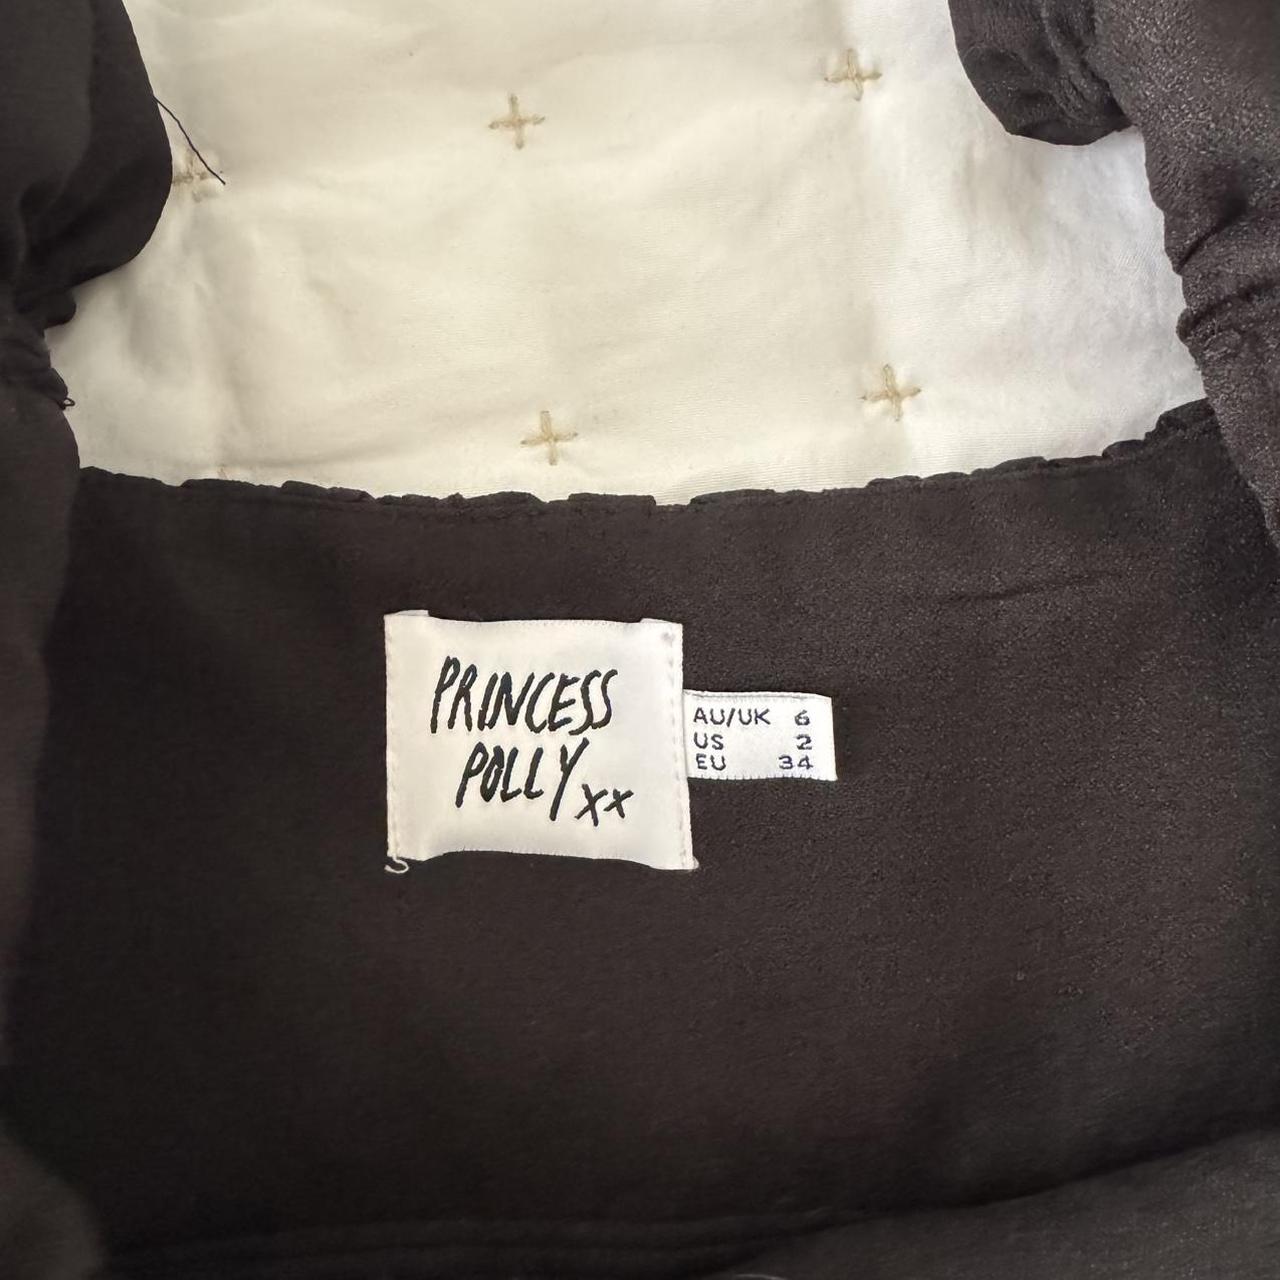 PRINCESS
POLLY xx
AU/UK 6
US 2
EU 34